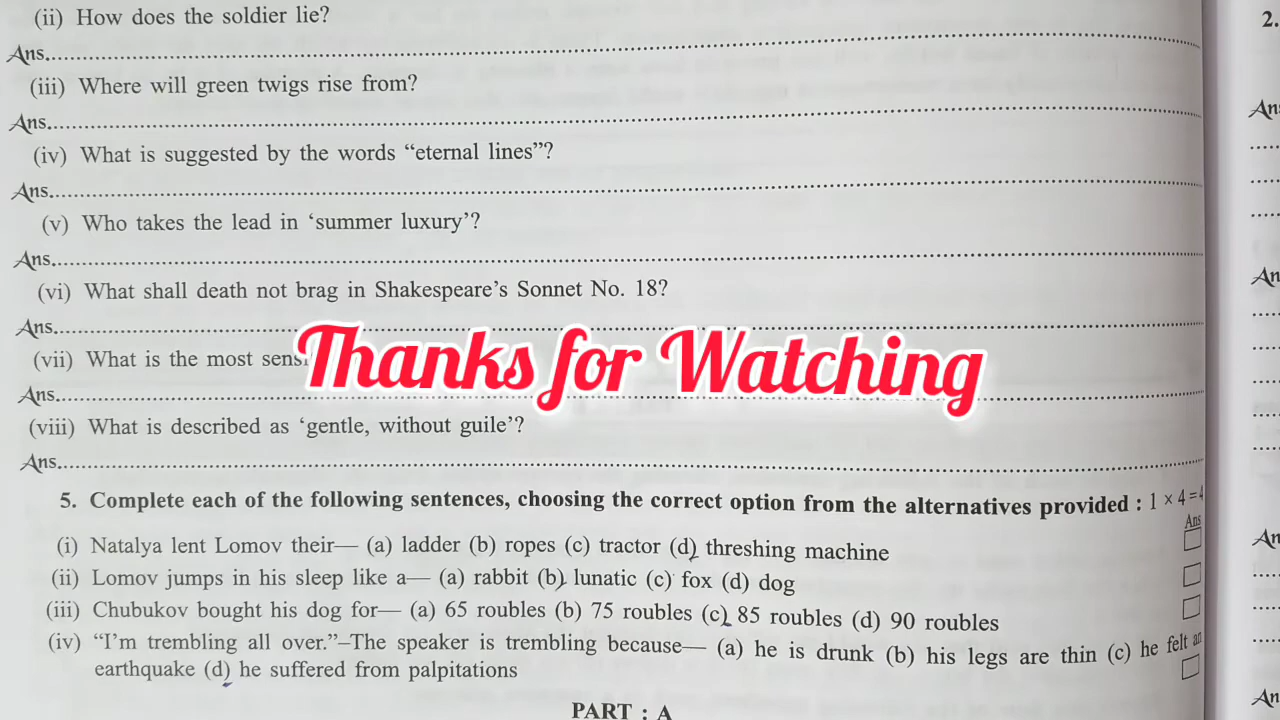 (ii) How does the soldier lie?
Ans.
(iii) Where will green twigs rise from?
Ans.
(iv) What is suggested by the words “eternal lines”?
Ans.
(v) Who takes the lead in ‘summer luxury’?
Ans.
(vi) What shall death not brag in Shakespeare’s Sonnet No. 18?
Ans.
(vii) What is the most
Thanks for Watching
Ans.
(viii) What is described as ‘gentle, without guile’?
Ans.
5. Complete each of the following sentences, choosing the correct option from the alternatives provided : 1 × 4 = 4
Ans
(i) Natalya lent Lomov their— (a) ladder (b) ropes (c) tractor (d) threshing machine
(ii) Lomov jumps in his sleep like a— (a) rabbit (b) lunatic (c) fox (d) dog
(iii) Chubukov bought his dog for— (a) 65 roubles (b) 75 roubles (c) 85 roubles (d) 90 roubles
(iv) “I’m trembling all over.”–The speaker is trembling because— (a) he is drunk (b) his legs are thin (c) he felt an
earthquake (d) he suffered from palpitations
PART : A
2.